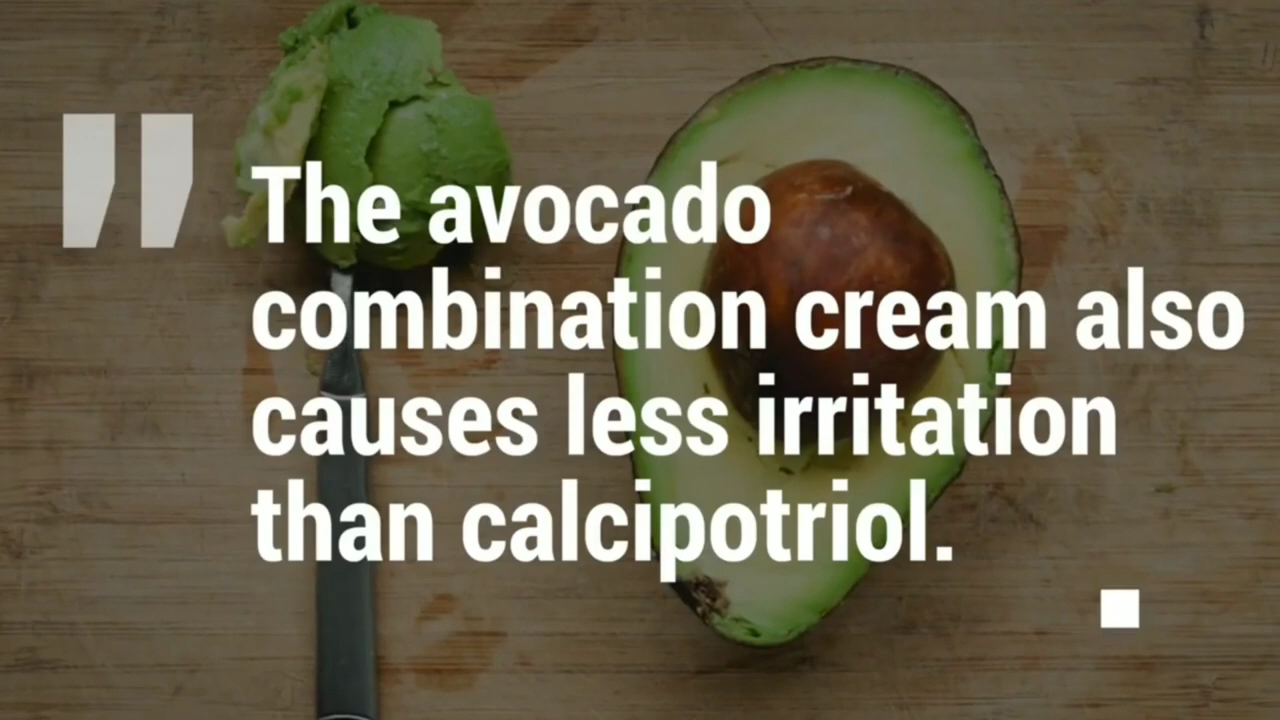 "
The avocado
combination cream also
causes less irritation
than calcipotriol.